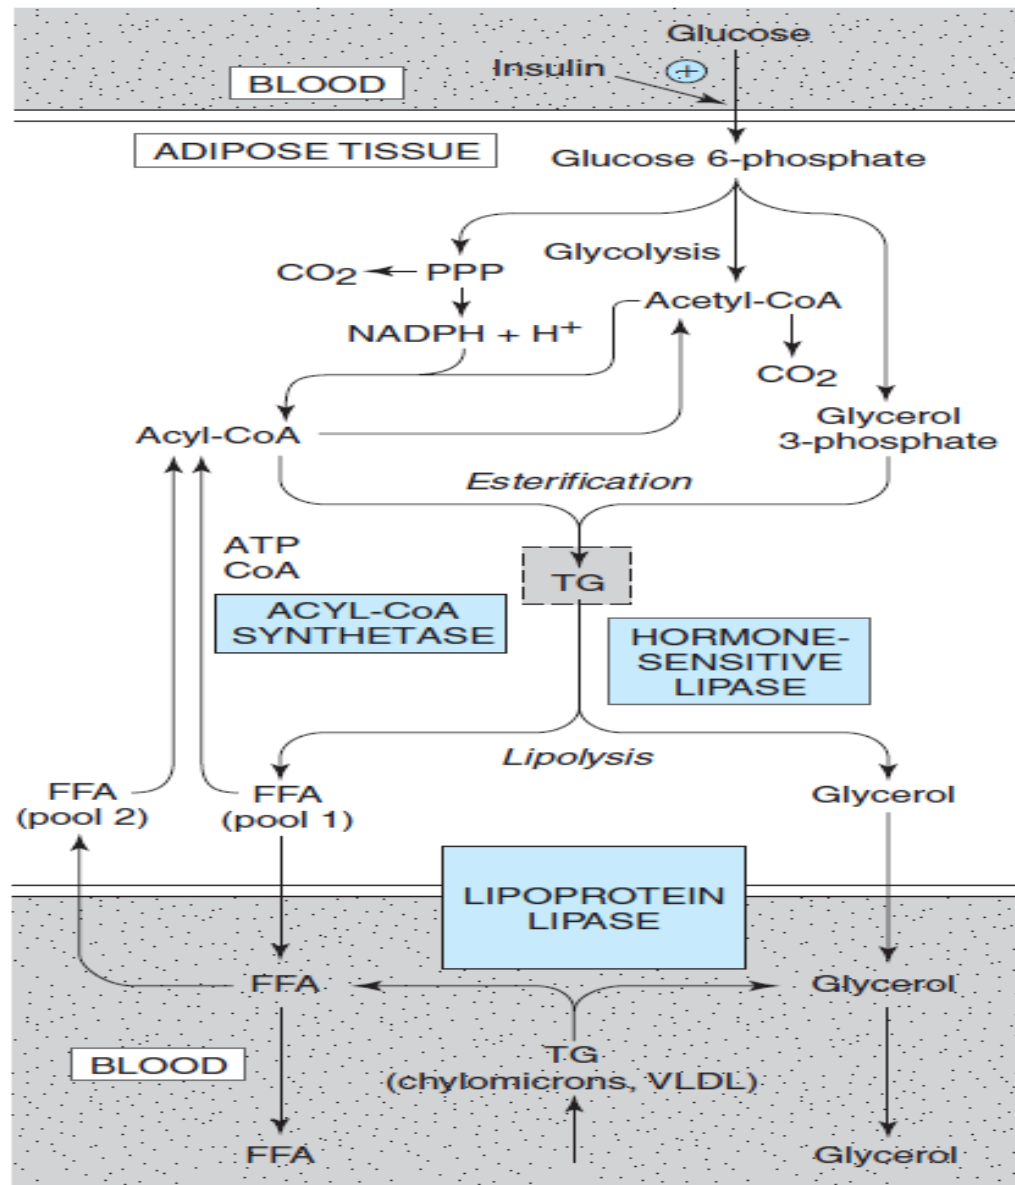 Glucose
Insulin +
BLOOD
ADIPOSE TISSUE
Glucose 6-phosphate
Glycolysis
CO2 PPP
Acetyl-CoA
NADPH + H+
CO2
Acyl-CoA
Glycerol
3-phosphate
Esterification
ATP
CoA
TG
ACYL-CoA
SYNTHETASE
HORMONE-
SENSITIVE
LIPASE
Lipolysis
FFA
(pool 2)
FFA
(pool 1)
Glycerol
LIPOPROTEIN
LIPASE
FFA
Glycerol
BLOOD
TG
(chylomicrons, VLDL)
FFA
Glycerol